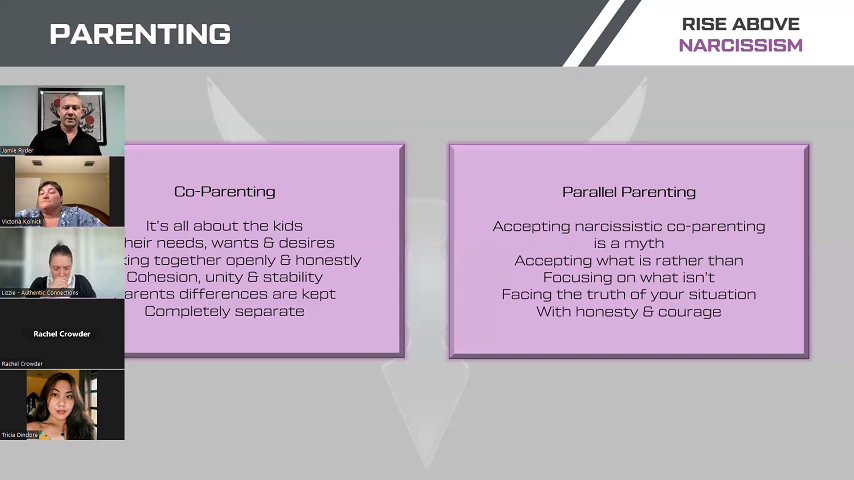 PARENTING
RISE ABOVE
NARCISSISM
Jamie Ryder
Victoria Kolnick
Lizzie - Authentic Connections
Rachel Crowder
Rachel Crowder
Tricia Dindore
Co-Parenting
It's all about the kids
heir needs, wants & desires
king together openly & honestly
Cohesion, unity & stability
arents differences are kept
Completely separate
Parallel Parenting
Accepting narcissistic co-parenting
is a myth
Accepting what is rather than
Focusing on what isn't
Facing the truth of your situation
With honesty & courage